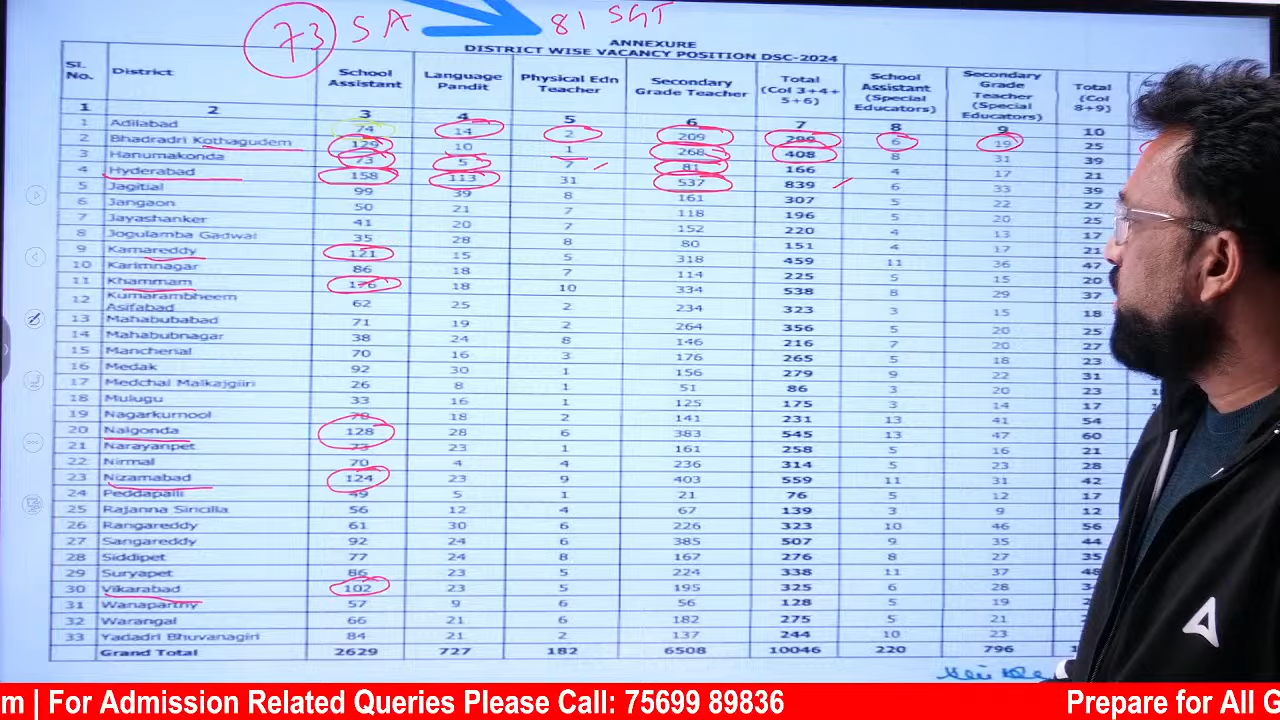 73 SA 81 SGT
ANNEXURE
DISTRICT WISE VACANCY POSITION DSC-2024
Sl. No. District School Assistant Language Pandit Physical Edn Teacher Secondary Grade Teacher Total (Col 3+4+ 5+6) School Assistant (Special Educators) Secondary Grade Teacher (Special Educators) Total (Col 8+9)
1 2 3 4 5 6 7 8 9 10
1 Adilabad 74 14 2 209 299 6 19 25
2 Bhadradri Kothagudem 129 10 1 268 408 8 31 39
3 Hanumakonda 73 5 7 81 166 4 17 21
4 Hyderabad 158 113 31 537 839 6 33 39
5 Jagitial 99 39 8 161 307 5 22 27
6 Jangaon 50 21 7 118 196 5 20 25
7 Jayashanker 41 20 7 152 220 4 13 17
8 Jogulamba Gadwal 35 28 8 80 151 4 17 21
9 Kamareddy 121 15 5 318 459 11 36 47
10 Karimnagar 86 18 7 114 225 5 15 20
11 Khammam 176 18 10 334 538 8 29 37
12 Kumarambheem Asifabad 62 25 2 234 323 3 15 18
13 Mahabubabad 71 19 2 264 356 5 20 25
14 Mahabubnagar 38 24 8 146 216 7 20 27
15 Mancherial 70 16 3 176 265 5 18 23
16 Medak 92 30 1 156 279 9 22 31
17 Medchal Malkajgiri 26 8 1 51 86 3 20 23
18 Mulugu 33 16 1 125 175 3 14 17
19 Nagarkurnool 70 18 2 141 231 13 41 54
20 Nalgonda 128 28 6 383 545 13 47 60
21 Narayanpet 73 23 1 161 258 5 16 21
22 Nirmal 70 4 4 236 314 5 23 28
23 Nizamabad 124 23 9 403 559 11 31 42
24 Peddapalli 49 5 1 21 76 5 12 17
25 Rajanna Siricilla 56 12 4 67 139 3 9 12
26 Rangareddy 61 30 6 226 323 10 46 56
27 Sangareddy 92 24 6 385 507 9 35 44
28 Siddipet 77 24 8 167 276 8 27 35
29 Suryapet 86 23 5 224 338 11 37 48
30 Vikarabad 102 23 5 195 325 6 28
31 Wanaparthy 57 9 6 56 128 5 19
32 Warangal 66 21 6 182 275 5 21
33 Yadadri Bhuvanagiri 84 21 2 137 244 10 23
Grand Total 2629 727 182 6508 10046 220 796
m | For Admission Related Queries Please Call: 75699 89836 Prepare for All G